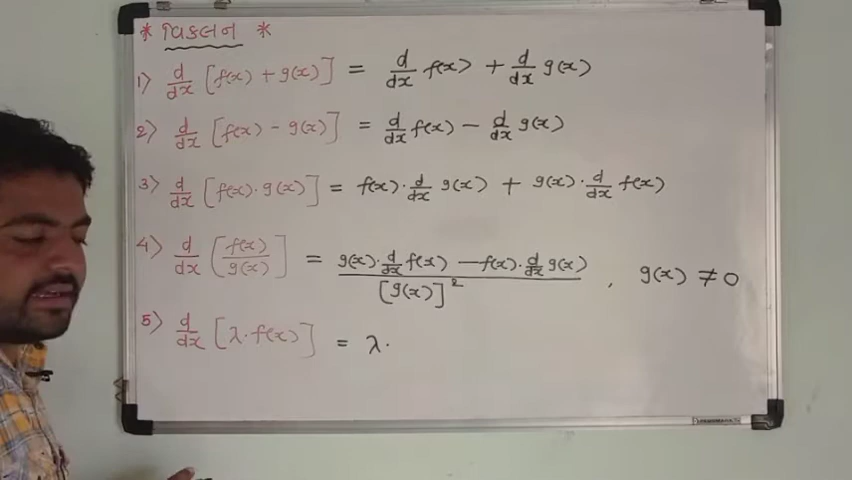 * વિકલન *
1) d/dx [f(x) + g(x)] = d/dx f(x) + d/dx g(x)
2) d/dx [f(x) - g(x)] = d/dx f(x) - d/dx g(x)
3) d/dx [f(x) · g(x)] = f(x) · d/dx g(x) + g(x) · d/dx f(x)
4) d/dx [f(x)/g(x)] = (g(x) · d/dx f(x) - f(x) · d/dx g(x)) / [g(x)]², g(x) ≠ 0
5) d/dx [λ · f(x)] = λ ·